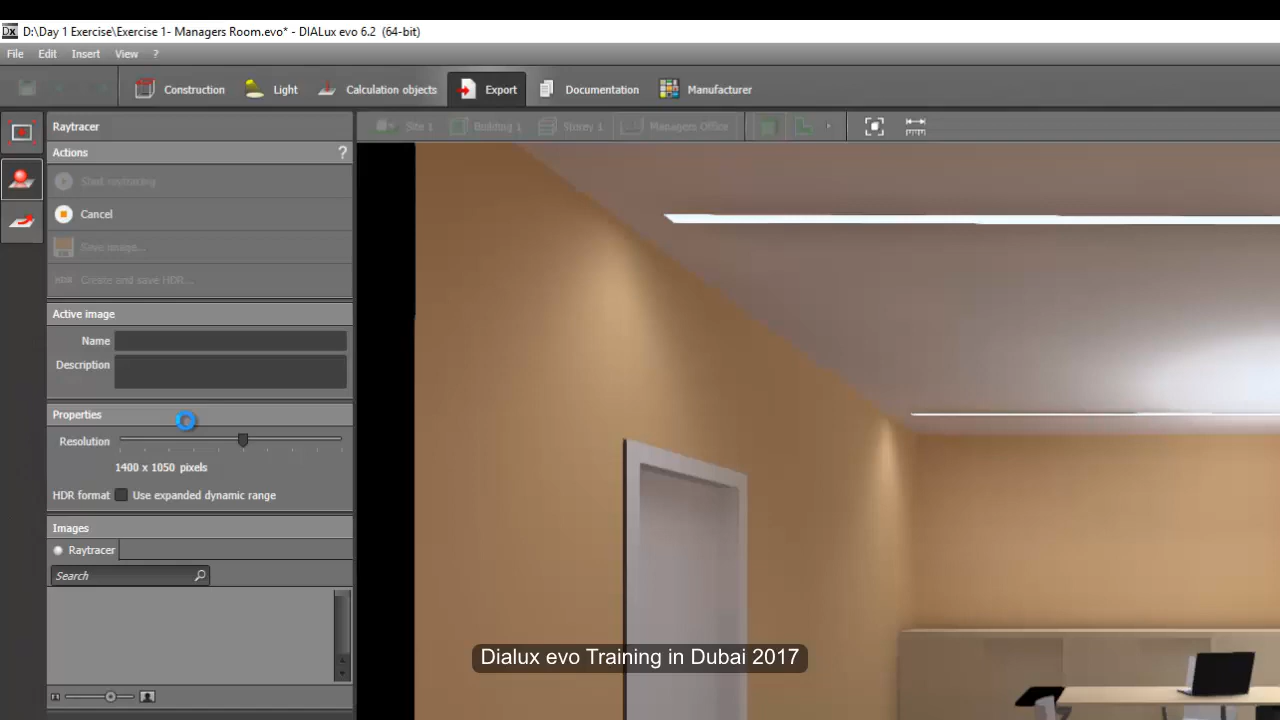 D:\Day 1 Exercise\Exercise 1- Managers Room.evo* - DIALux evo 6.2 (64-bit)
File Edit Insert View ?
Construction Light Calculation objects Export Documentation Manufacturer
Raytracer
Site 1 Building 1 Storey 1 Managers Office
Actions ?
Start raytracing
Cancel
Save image...
HDR Create and save HDR...
Active image
Name
Description
Properties
Resolution
1400 x 1050 pixels
HDR format Use expanded dynamic range
Images
Raytracer
Search
Dialux evo Training in Dubai 2017